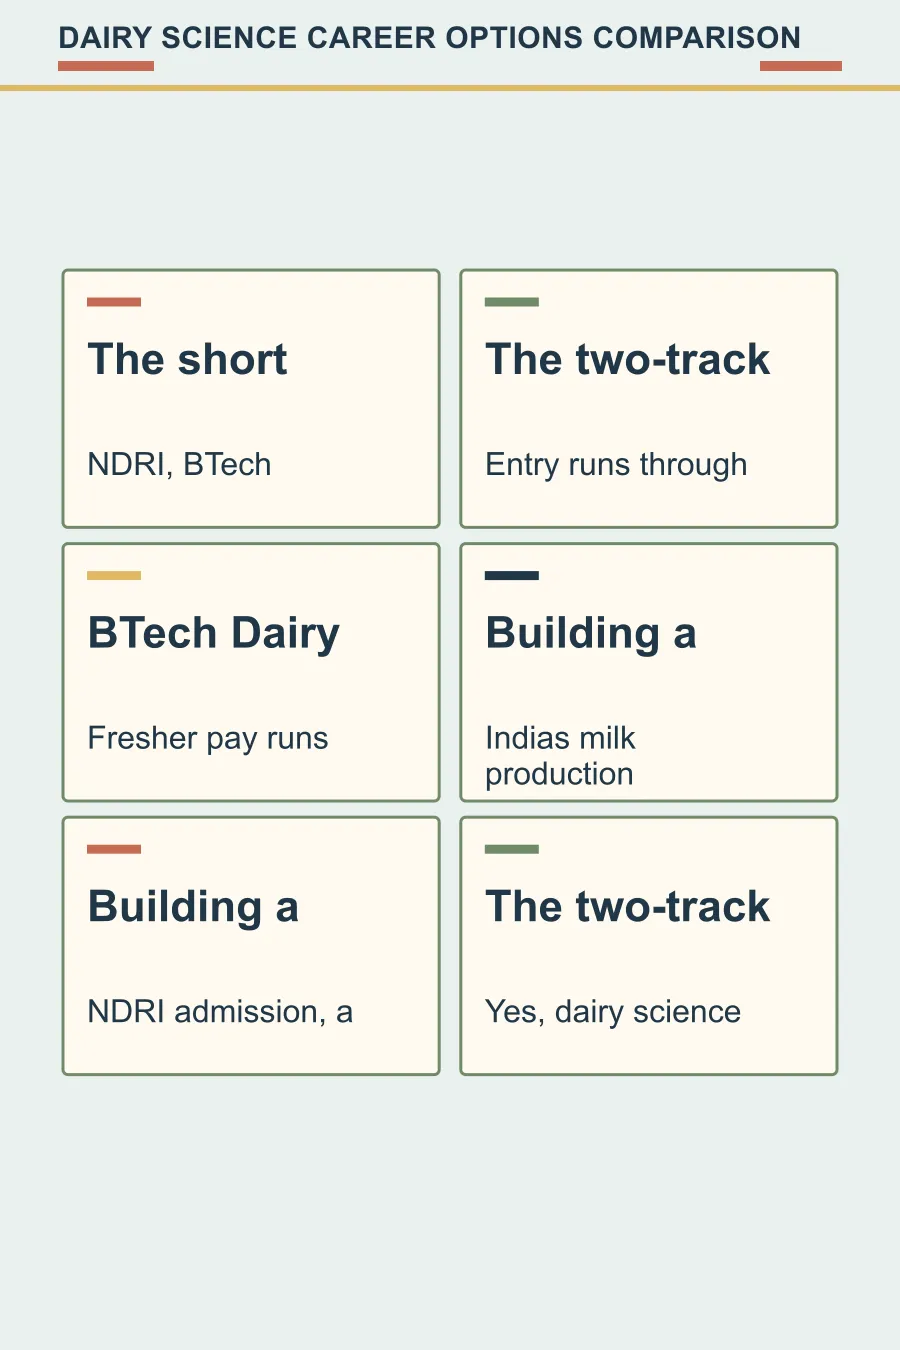 DAIRY SCIENCE CAREER OPTIONS COMPARISON
The short
NDRI, BTech
The two-track
Entry runs through
BTech Dairy
Fresher pay runs
Building a
Indias milk
production
Building a
NDRI admission, a
The two-track
Yes, dairy science